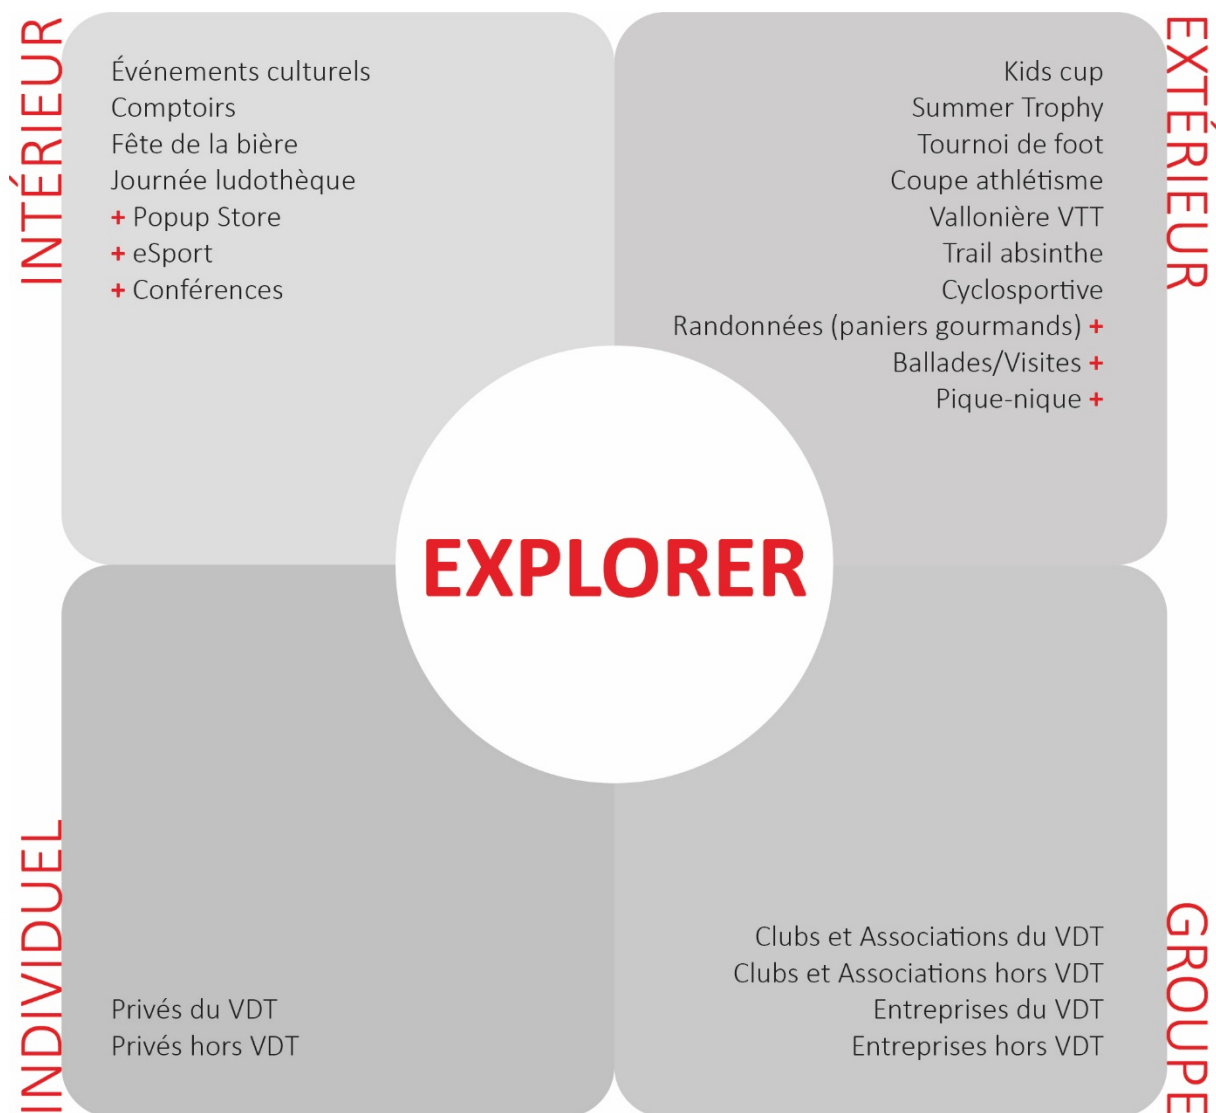 INTÉRIEUR
Événements culturels
Comptoirs
Fête de la bière
Journée ludothèque
+ Popup Store
+ eSport
+ Conférences
EXTÉRIEUR
Kids cup
Summer Trophy
Tournoi de foot
Coupe athlétisme
Vallonière VTT
Trail absinthe
Cyclosportive
Randonnées (paniers gourmands) +
Ballades/Visites +
Pique-nique +
EXPLORER
INDIVIDUEL
Privés du VDT
Privés hors VDT
GROUPE
Clubs et Associations du VDT
Clubs et Associations hors VDT
Entreprises du VDT
Entreprises hors VDT